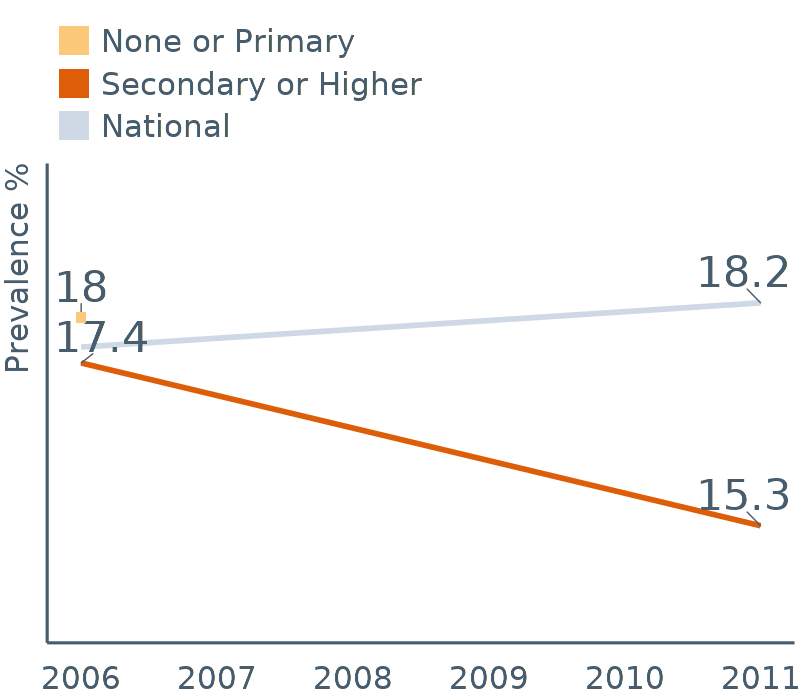 None or Primary
Secondary or Higher
National
Prevalence %
18
17.4
18.2
15.3
2006 2007 2008 2009 2010 2011